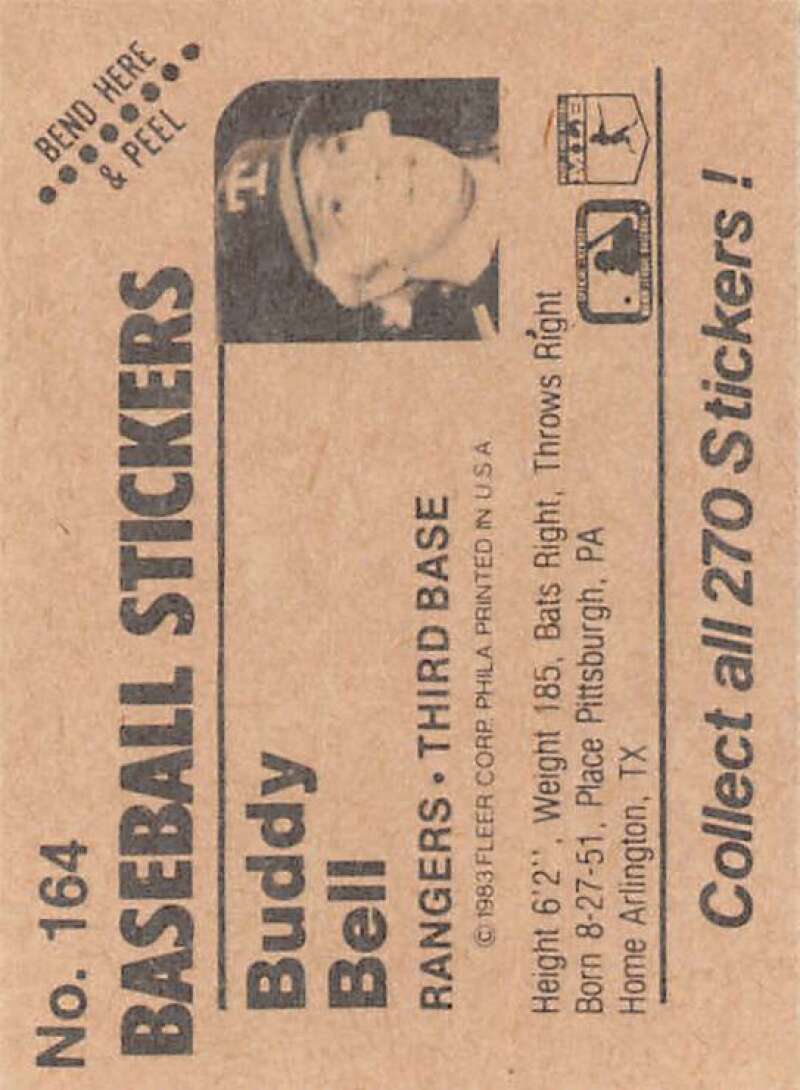 No. 164
BEND HERE
& PEEL
BASEBALL STICKERS
Buddy
Bell
RANGERS • THIRD BASE
© 1983 FLEER CORP. PHILA PRINTED IN U.S.A
Height 6'2'', Weight 185, Bats Right, Throws Right
Born 8-27-51, Place Pittsburgh, PA
Home Arlington, TX
Collect all 270 Stickers!